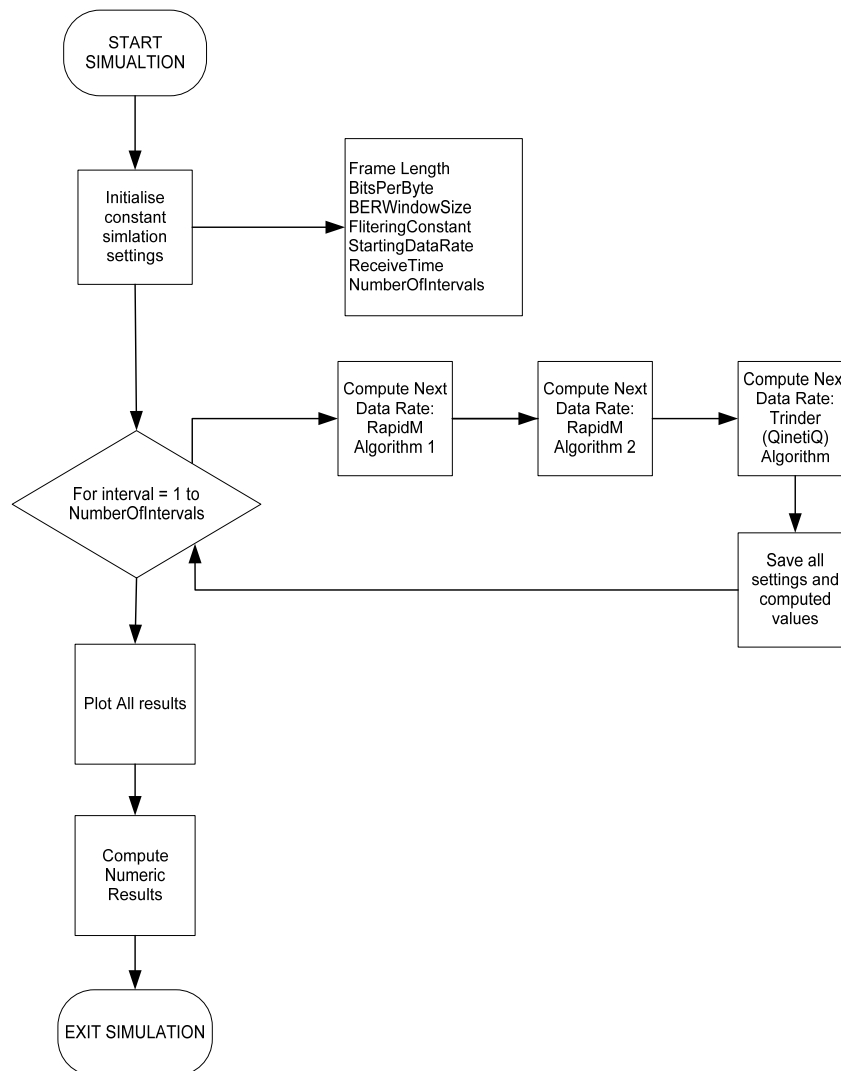 START
SIMUALTION
Initialise
constant
simlation
settings
Frame Length
BitsPerByte
BERWindowSize
FliteringConstant
StartingDataRate
ReceiveTime
NumberOfIntervals
Compute Next
Data Rate:
RapidM
Algorithm 1
Compute Next
Data Rate:
RapidM
Algorithm 2
Compute Next
Data Rate:
Trinder
(QinetiQ)
Algorithm
For interval = 1 to
NumberOfIntervals
Save all
settings and
computed
values
Plot All results
Compute
Numeric
Results
EXIT SIMULATION